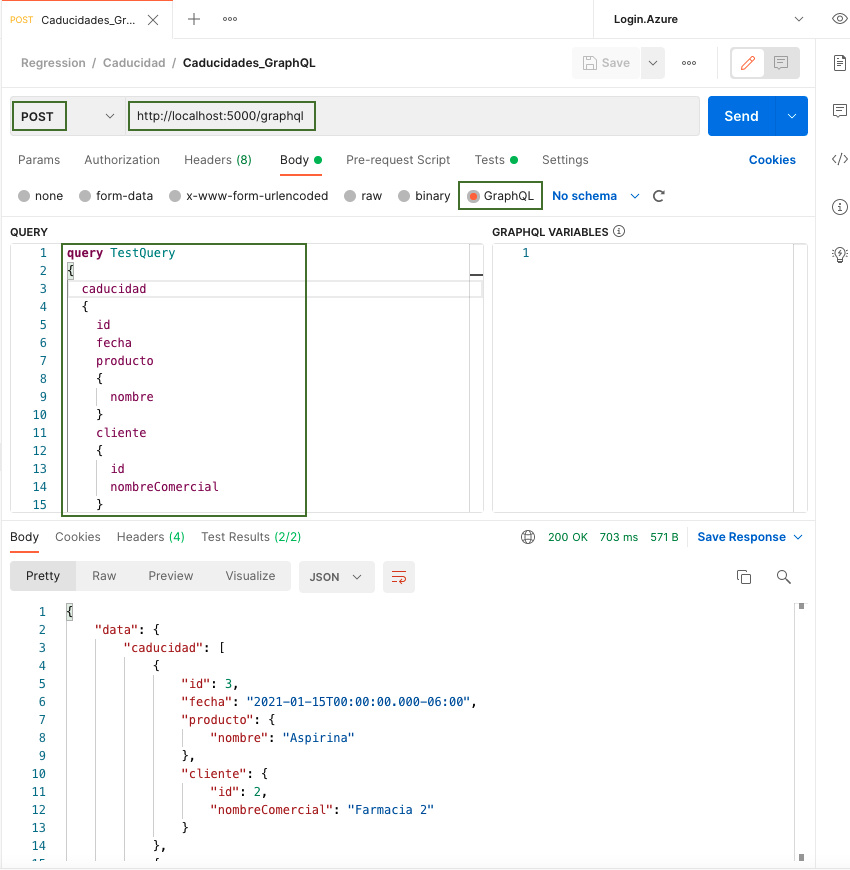 POST Caducidades_Gr...
Login.Azure
Regression / Caducidad / Caducidades_GraphQL
Save
POST
http://localhost:5000/graphql
Send
Params Authorization Headers (8) Body Pre-request Script Tests Settings Cookies
none form-data x-www-form-urlencoded raw binary GraphQL No schema
QUERY
1 query TestQuery
2 {
3 caducidad
4 {
5 id
6 fecha
7 producto
8 {
9 nombre
10 }
11 cliente
12 {
13 id
14 nombreComercial
15 }
GRAPHQL VARIABLES
1
Body Cookies Headers (4) Test Results (2/2) 200 OK 703 ms 571 B Save Response
Pretty Raw Preview Visualize JSON
1 {
2 "data": {
3 "caducidad": [
4 {
5 "id": 3,
6 "fecha": "2021-01-15T00:00:00.000-06:00",
7 "producto": {
8 "nombre": "Aspirina"
9 },
10 "cliente": {
11 "id": 2,
12 "nombreComercial": "Farmacia 2"
13 }
14 },